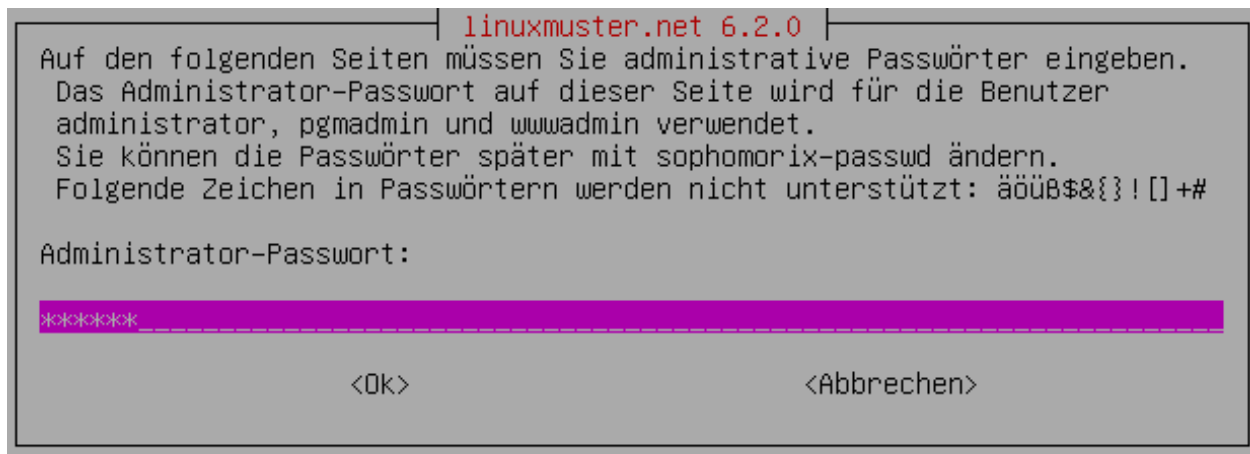 linuxmuster.net 6.2.0
Auf den folgenden Seiten müssen Sie administrative Passwörter eingeben.
Das Administrator-Passwort auf dieser Seite wird für die Benutzer
administrator, pgmadmin und wwwadmin verwendet.
Sie können die Passwörter später mit sophomorix-passwd ändern.
Folgende Zeichen in Passwörtern werden nicht unterstützt: äöüß$&{}![]+#
Administrator-Passwort:
******
<Ok> <Abbrechen>